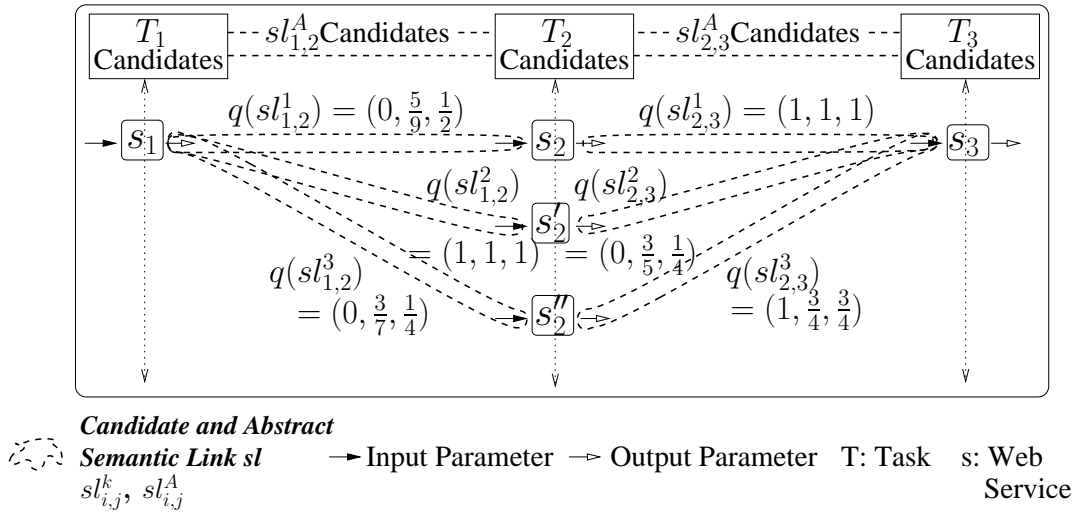 T₁ Candidates
sl^A_{1,2} Candidates
T₂ Candidates
sl^A_{2,3} Candidates
T₃ Candidates
q(sl^1_{1,2}) = (0, 5/9, 1/2)
q(sl^1_{2,3}) = (1, 1, 1)
s₁
s₂
s₃
q(sl^2_{1,2}) = (1, 1, 1)
q(sl^2_{2,3}) = (0, 3/5, 1/4)
s′₂
q(sl^3_{1,2}) = (0, 3/7, 1/4)
q(sl^3_{2,3}) = (1, 3/4, 3/4)
s″₂
Candidate and Abstract
Semantic Link sl
sl^k_{i,j}, sl^A_{i,j}
Input Parameter
Output Parameter
T: Task
s: Web
Service